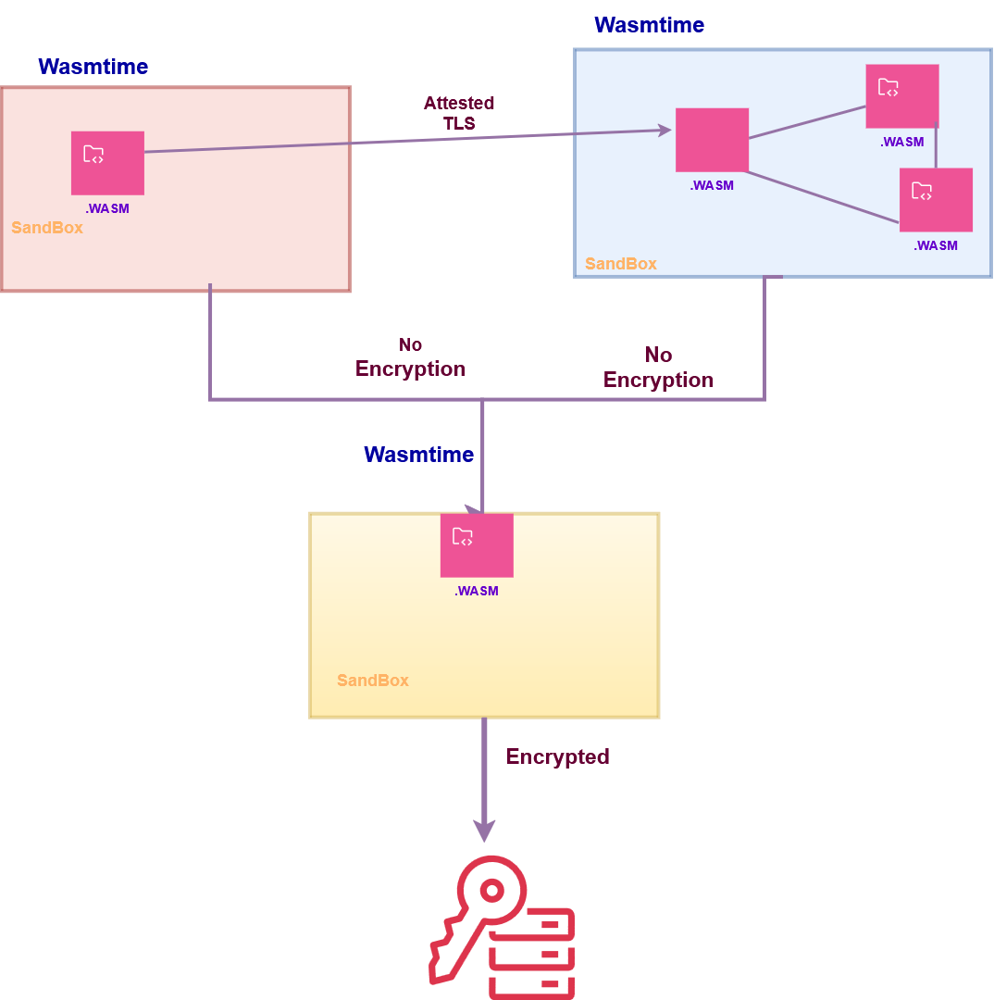 Wasmtime
Wasmtime
Attested
TLS
.WASM
.WASM
.WASM
.WASM
SandBox
SandBox
No
Encryption
No
Encryption
Wasmtime
.WASM
SandBox
Encrypted